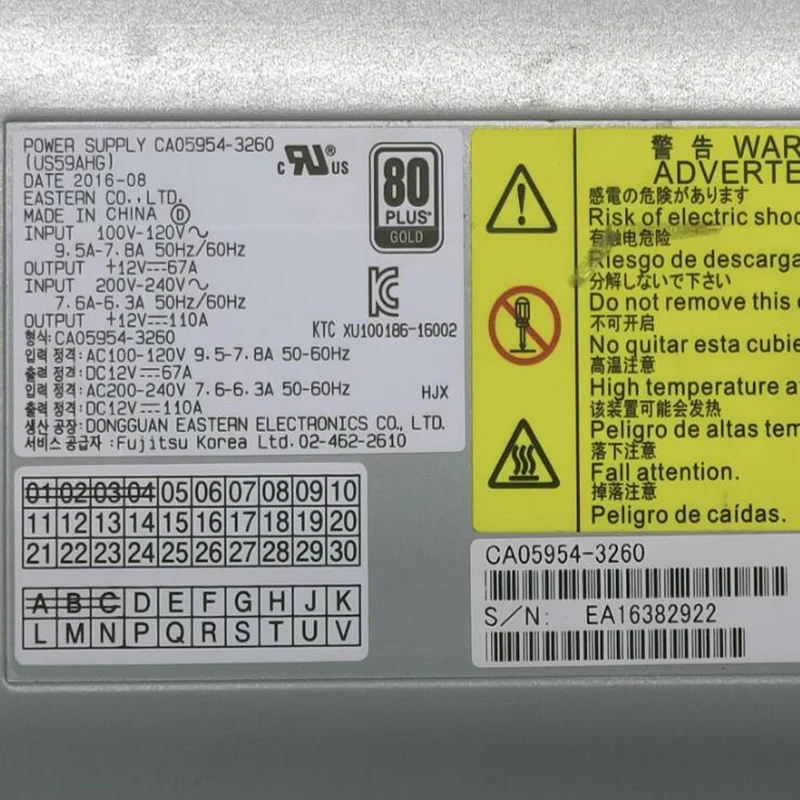 POWER SUPPLY CA05954-3260
(US59AHG)
DATE 2016-08
EASTERN CO.,LTD.
MADE IN CHINA D
INPUT 100V-120V∿
9.5A-7.8A 50Hz/60Hz
OUTPUT +12V⎓67A
INPUT 200V-240V∿
7.6A-6.3A 50Hz/60Hz
OUTPUT +12V⎓110A
형식:CA05954-3260
입력 정격:AC100-120V 9.5-7.8A 50-60Hz
출력 정격:DC12V⎓67A
입력 정격:AC200-240V 7.6-6.3A 50-60Hz
출력 정격:DC12V⎓110A
생산 공장:DONGGUAN EASTERN ELECTRONICS CO., LTD.
서비스 공급자:Fujitsu Korea Ltd.02-462-2610
c RU® US
80
PLUS®
GOLD
KC
KTC XU100186-16002
HJX
01 02 03 04 05 06 07 08 09 10
11 12 13 14 15 16 17 18 19 20
21 22 23 24 25 26 27 28 29 30
A B C D E F G H J K
L M N P Q R S T U V
警告 WAR
ADVERTE
感電の危険があります
Risk of electric shoc
有触电危险
Riesgo de descarga
分解しないで下さい
Do not remove this c
不可开启
No quitar esta cubie
高温注意
High temperature a
该装置可能会发热
Peligro de altas tem
落下注意
Fall attention.
掉落注意
Peligro de caídas.
CA05954-3260
S/N: EA16382922